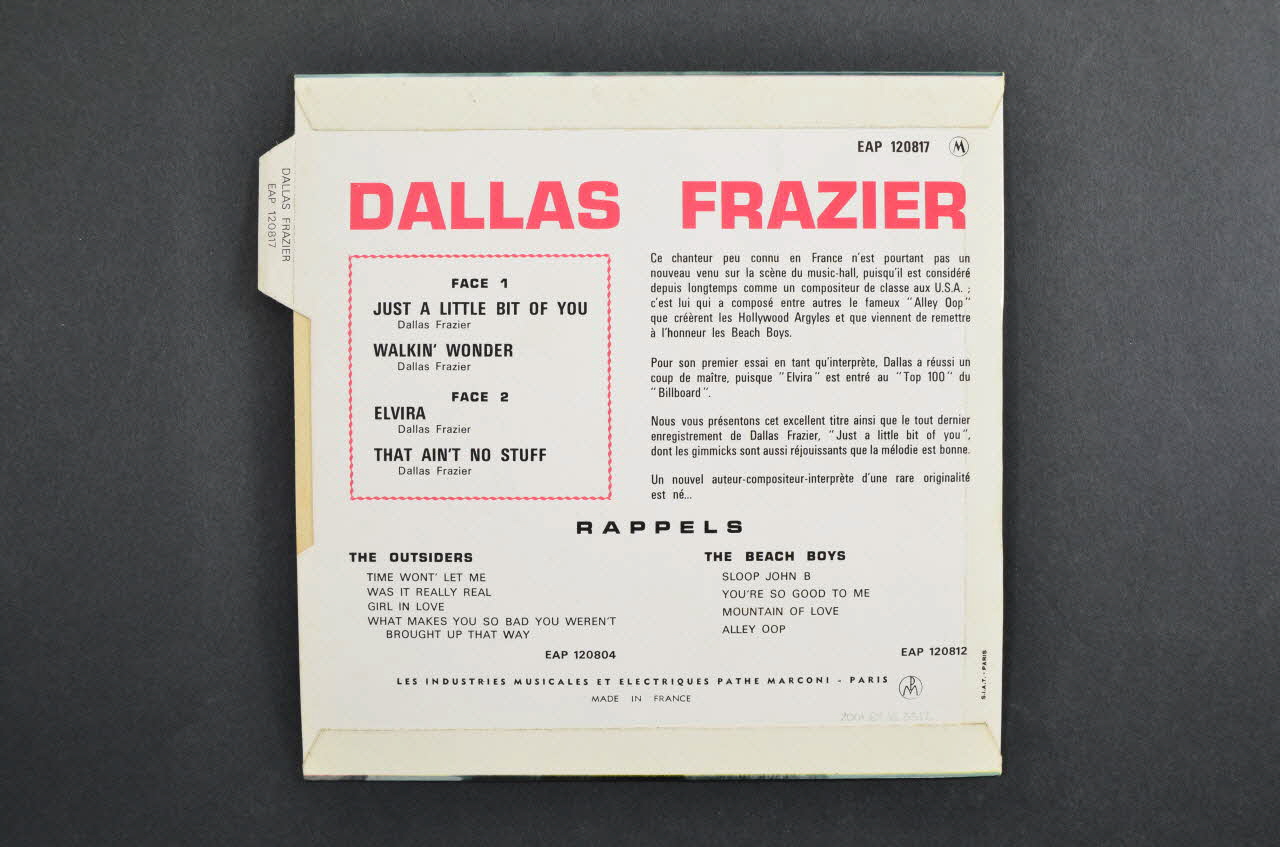 EAP 120817 M
DALLAS FRAZIER
EAP 120817
DALLAS FRAZIER
FACE 1
JUST A LITTLE BIT OF YOU
Dallas Frazier
WALKIN' WONDER
Dallas Frazier
FACE 2
ELVIRA
Dallas Frazier
THAT AIN'T NO STUFF
Dallas Frazier
Ce chanteur peu connu en France n'est pourtant pas un
nouveau venu sur la scène du music-hall, puisqu'il est considéré
depuis longtemps comme un compositeur de classe aux U.S.A. ;
c'est lui qui a composé entre autres le fameux "Alley Oop"
que créèrent les Hollywood Argyles et que viennent de remettre
à l'honneur les Beach Boys.
Pour son premier essai en tant qu'interprète, Dallas a réussi un
coup de maître, puisque "Elvira" est entré au "Top 100" du
"Billboard".
Nous vous présentons cet excellent titre ainsi que le tout dernier
enregistrement de Dallas Frazier, "Just a little bit of you",
dont les gimmicks sont aussi réjouissants que la mélodie est bonne.
Un nouvel auteur-compositeur-interprète d'une rare originalité
est né...
RAPPELS
THE OUTSIDERS
TIME WONT' LET ME
WAS IT REALLY REAL
GIRL IN LOVE
WHAT MAKES YOU SO BAD YOU WEREN'T
BROUGHT UP THAT WAY
EAP 120804
THE BEACH BOYS
SLOOP JOHN B
YOU'RE SO GOOD TO ME
MOUNTAIN OF LOVE
ALLEY OOP
EAP 120812
LES INDUSTRIES MUSICALES ET ELECTRIQUES PATHE MARCONI - PARIS
MADE IN FRANCE
S.I.A.T. - PARIS